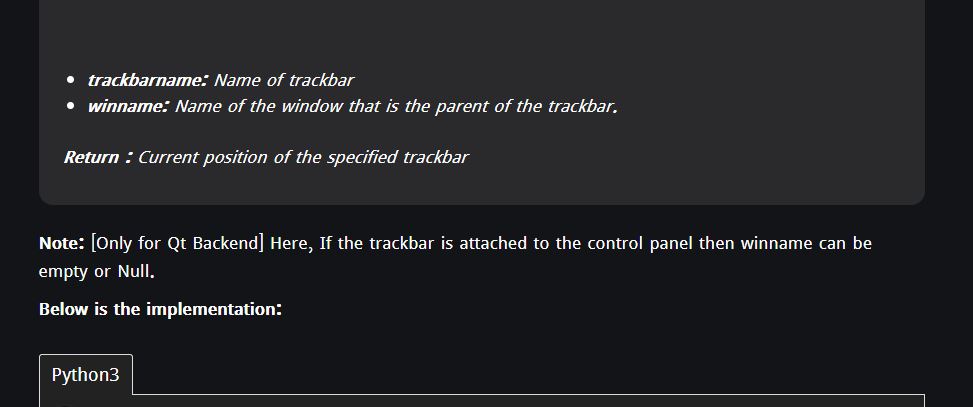 trackbarname: Name of trackbar
winname: Name of the window that is the parent of the trackbar.
Return : Current position of the specified trackbar
Note: [Only for Qt Backend] Here, If the trackbar is attached to the control panel then winname can be
empty or Null.
Below is the implementation:
Python3